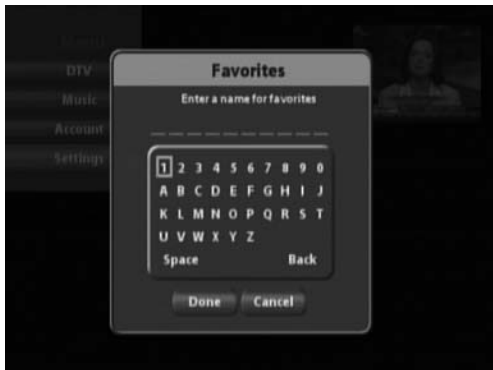 Favorites
Enter a name for favorites
DTV
Music
Account
Settings
1 2 3 4 5 6 7 8 9 0
A B C D E F G H I J
K L M N O P Q R S T
U V W X Y Z
Space Back
Done Cancel